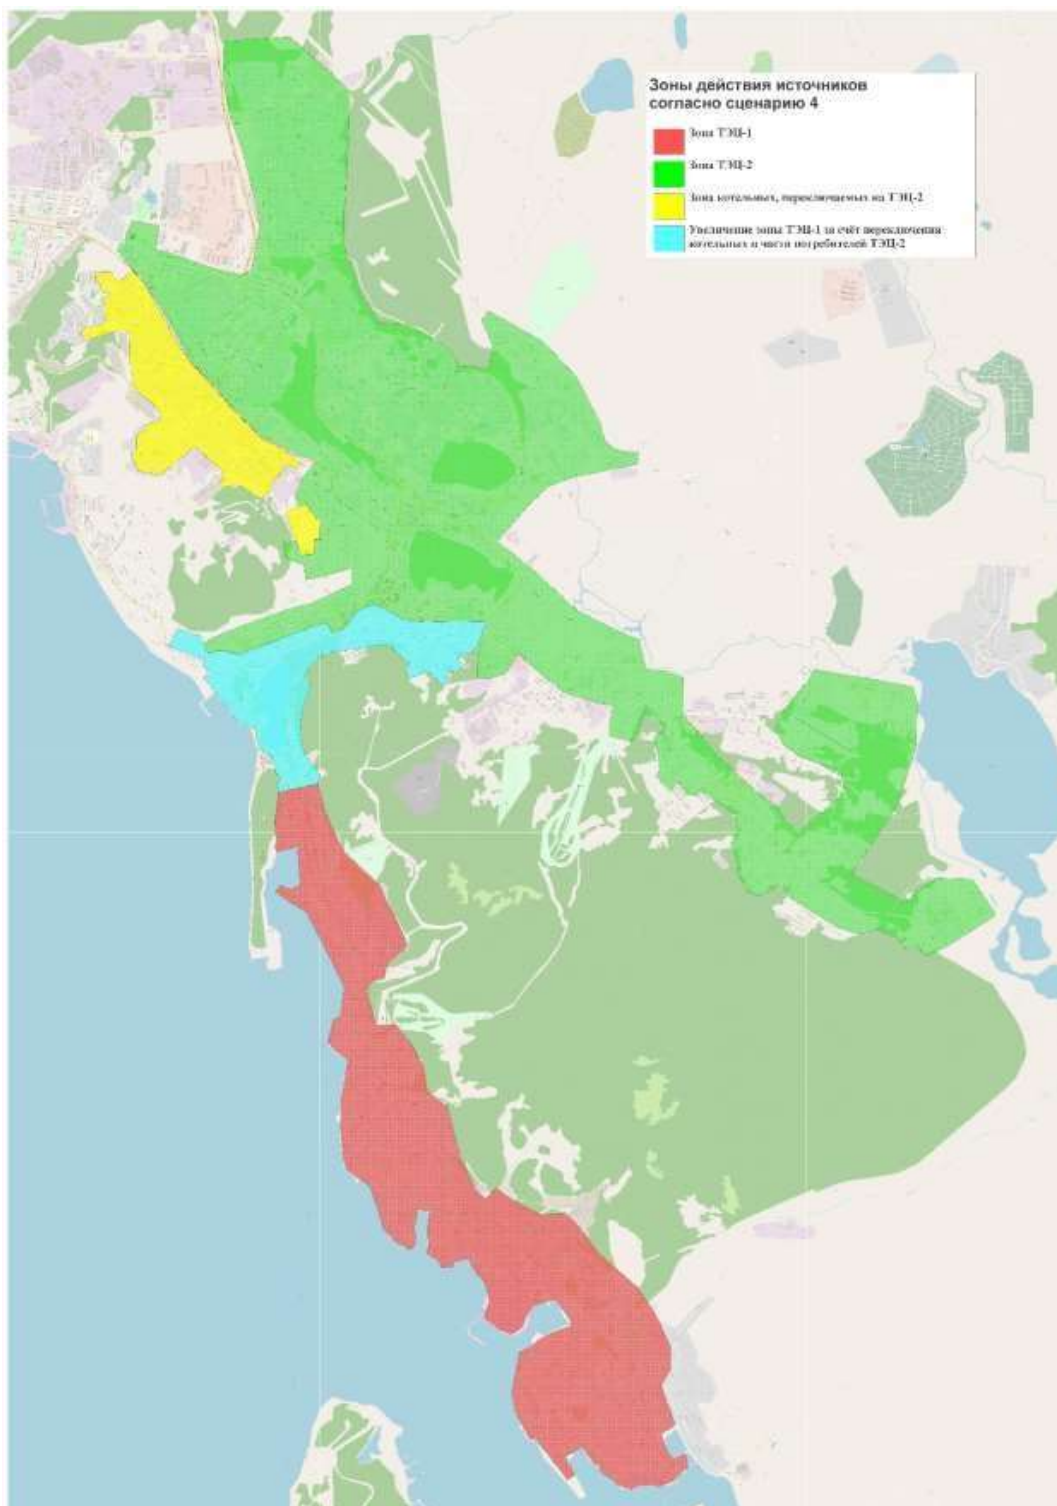 Зоны действия источников
согласно сценарию 4
Зона ТЭЦ-1
Зона ТЭЦ-2
Зона котельных, переключаемых на ТЭЦ-2
Увеличение зоны ТЭЦ-1 за счёт переключения
котельных и части потребителей ТЭЦ-2